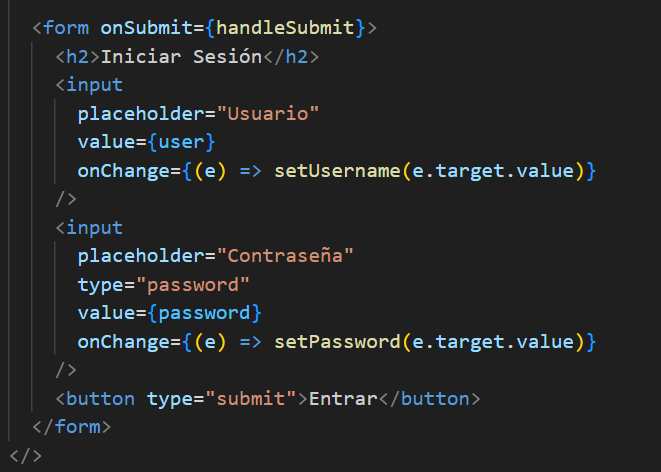 <form onSubmit={handleSubmit}>
<h2>Iniciar Sesión</h2>
<input
placeholder="Usuario"
value={user}
onChange={(e) => setUsername(e.target.value)}
/>
<input
placeholder="Contraseña"
type="password"
value={password}
onChange={(e) => setPassword(e.target.value)}
/>
<button type="submit">Entrar</button>
</form>
</>